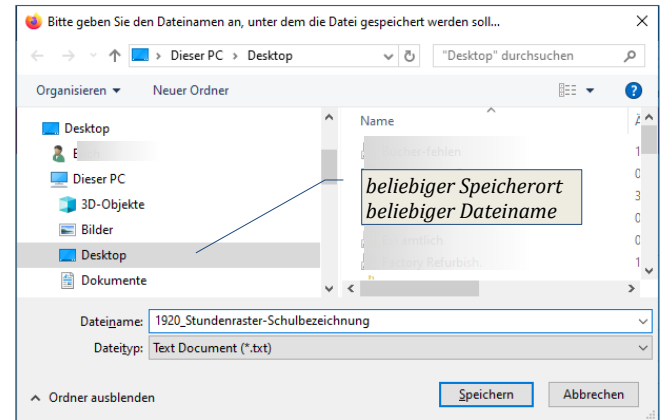 Bitte geben Sie den Dateinamen an, unter dem die Datei gespeichert werden soll...
Dieser PC > Desktop
"Desktop" durchsuchen
Organisieren
Neuer Ordner
Desktop
Dieser PC
3D-Objekte
Bilder
Desktop
Dokumente
Name
beliebiger Speicherort
beliebiger Dateiname
Dateiname: 1920_Stundenraster-Schulbezeichnung
Dateityp: Text Document (*.txt)
Ordner ausblenden
Speichern
Abbrechen